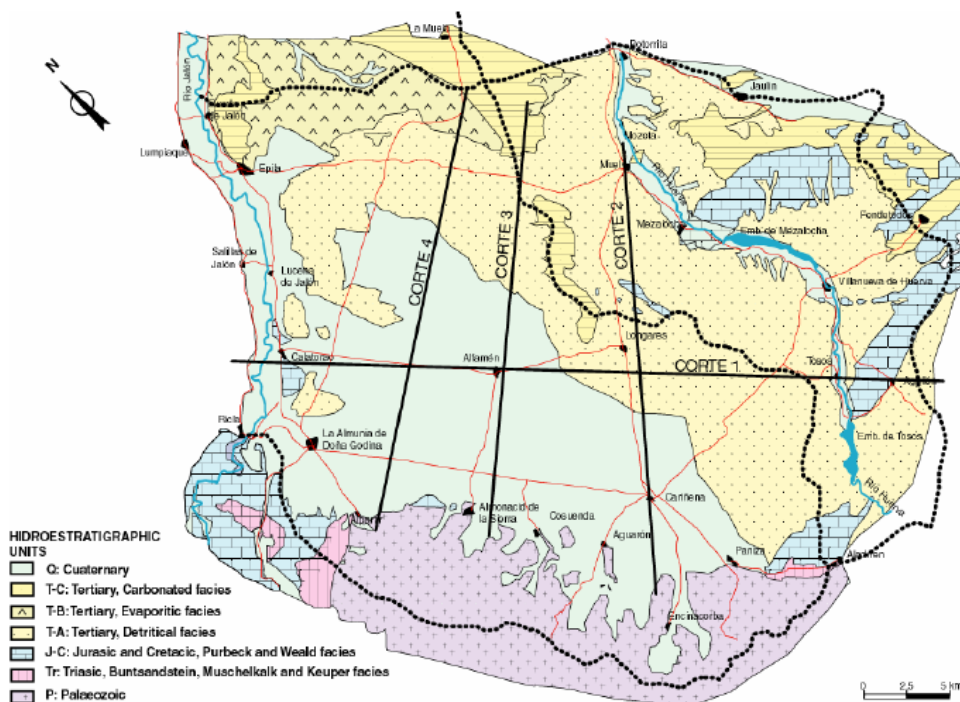 La Muela
Botorrita
N
Río Jalón
Jaulín
de Jalón
Lumpiaque
Mozota
Epila
Muel
Río Huerva
CORTE 4
CORTE 3
CORTE 2
Mezalocha
Emb. de Mezalocha
Fendetodos
Salillas de
Jalón
Lucena
de Jalón
Villanueva de Huerva
Longares
Calatorao
Alfamén
CORTE 1
Tosos
Ricla
La Almunia de
Doña Godina
Emb. de Tosos
Río Huerva
Cariñena
Almonacid de
la Sierra
Cosuenda
Aguarón
Paniza
Aladren
Encinacorba
HIDROESTRATIGRAPHIC
UNITS
Q: Cuaternary
T-C: Tertiary, Carbonated facies
T-B: Tertiary, Evaporitic facies
T-A: Tertiary, Detritical facies
J-C: Jurasic and Cretacic, Purbeck and Weald facies
Tr: Triasic, Buntsandstein, Muschelkalk and Keuper facies
P: Palaeozoic
0 2,5 5 km